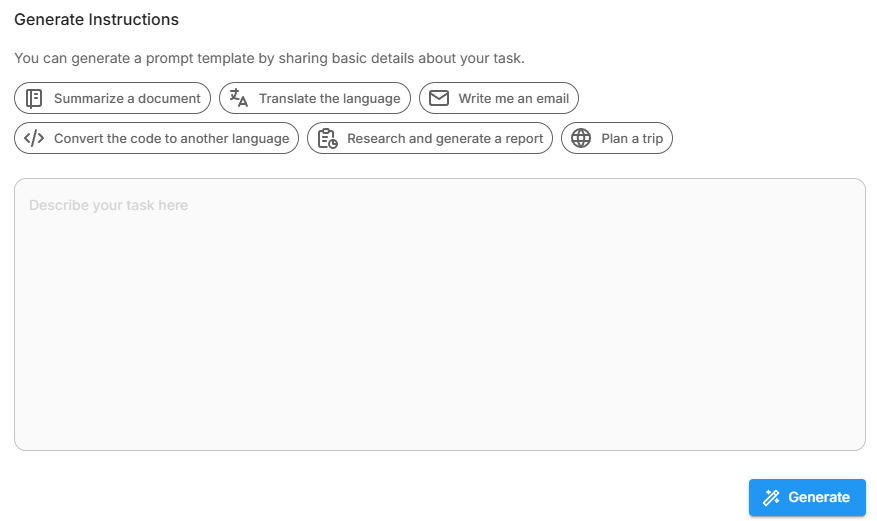 Generate Instructions
You can generate a prompt template by sharing basic details about your task.
Summarize a document
Translate the language
Write me an email
Convert the code to another language
Research and generate a report
Plan a trip
Describe your task here
Generate